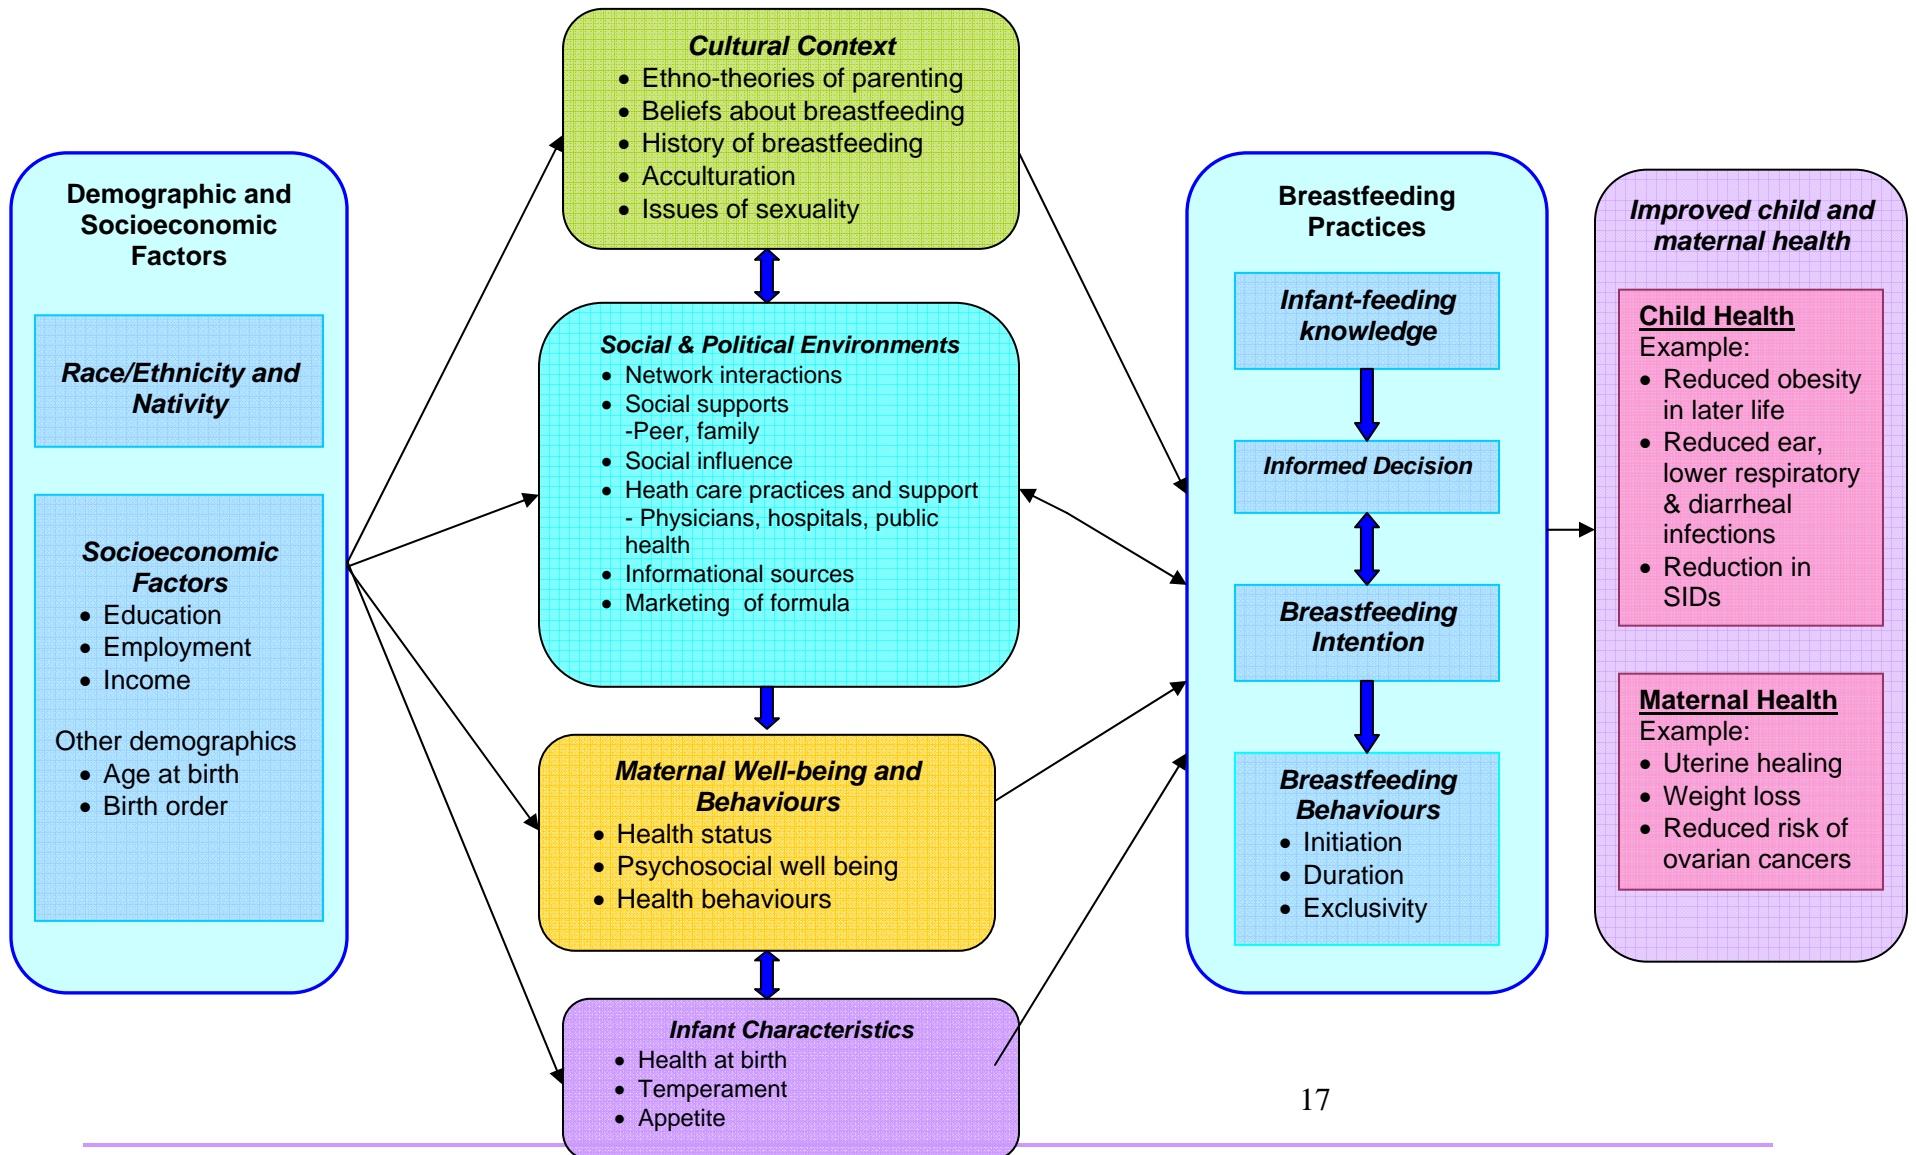 Demographic and
Socioeconomic
Factors
Race/Ethnicity and
Nativity
Socioeconomic
Factors
• Education
• Employment
• Income
Other demographics
• Age at birth
• Birth order
Cultural Context
• Ethno-theories of parenting
• Beliefs about breastfeeding
• History of breastfeeding
• Acculturation
• Issues of sexuality
Social & Political Environments
• Network interactions
• Social supports
-Peer, family
• Social influence
• Heath care practices and support
- Physicians, hospitals, public
health
• Informational sources
• Marketing of formula
Maternal Well-being and
Behaviours
• Health status
• Psychosocial well being
• Health behaviours
Infant Characteristics
• Health at birth
• Temperament
• Appetite
Breastfeeding
Practices
Infant-feeding
knowledge
Informed Decision
Breastfeeding
Intention
Breastfeeding
Behaviours
• Initiation
• Duration
• Exclusivity
Improved child and
maternal health
Child Health
Example:
• Reduced obesity
in later life
• Reduced ear,
lower respiratory
& diarrheal
infections
• Reduction in
SIDs
Maternal Health
Example:
• Uterine healing
• Weight loss
• Reduced risk of
ovarian cancers
17